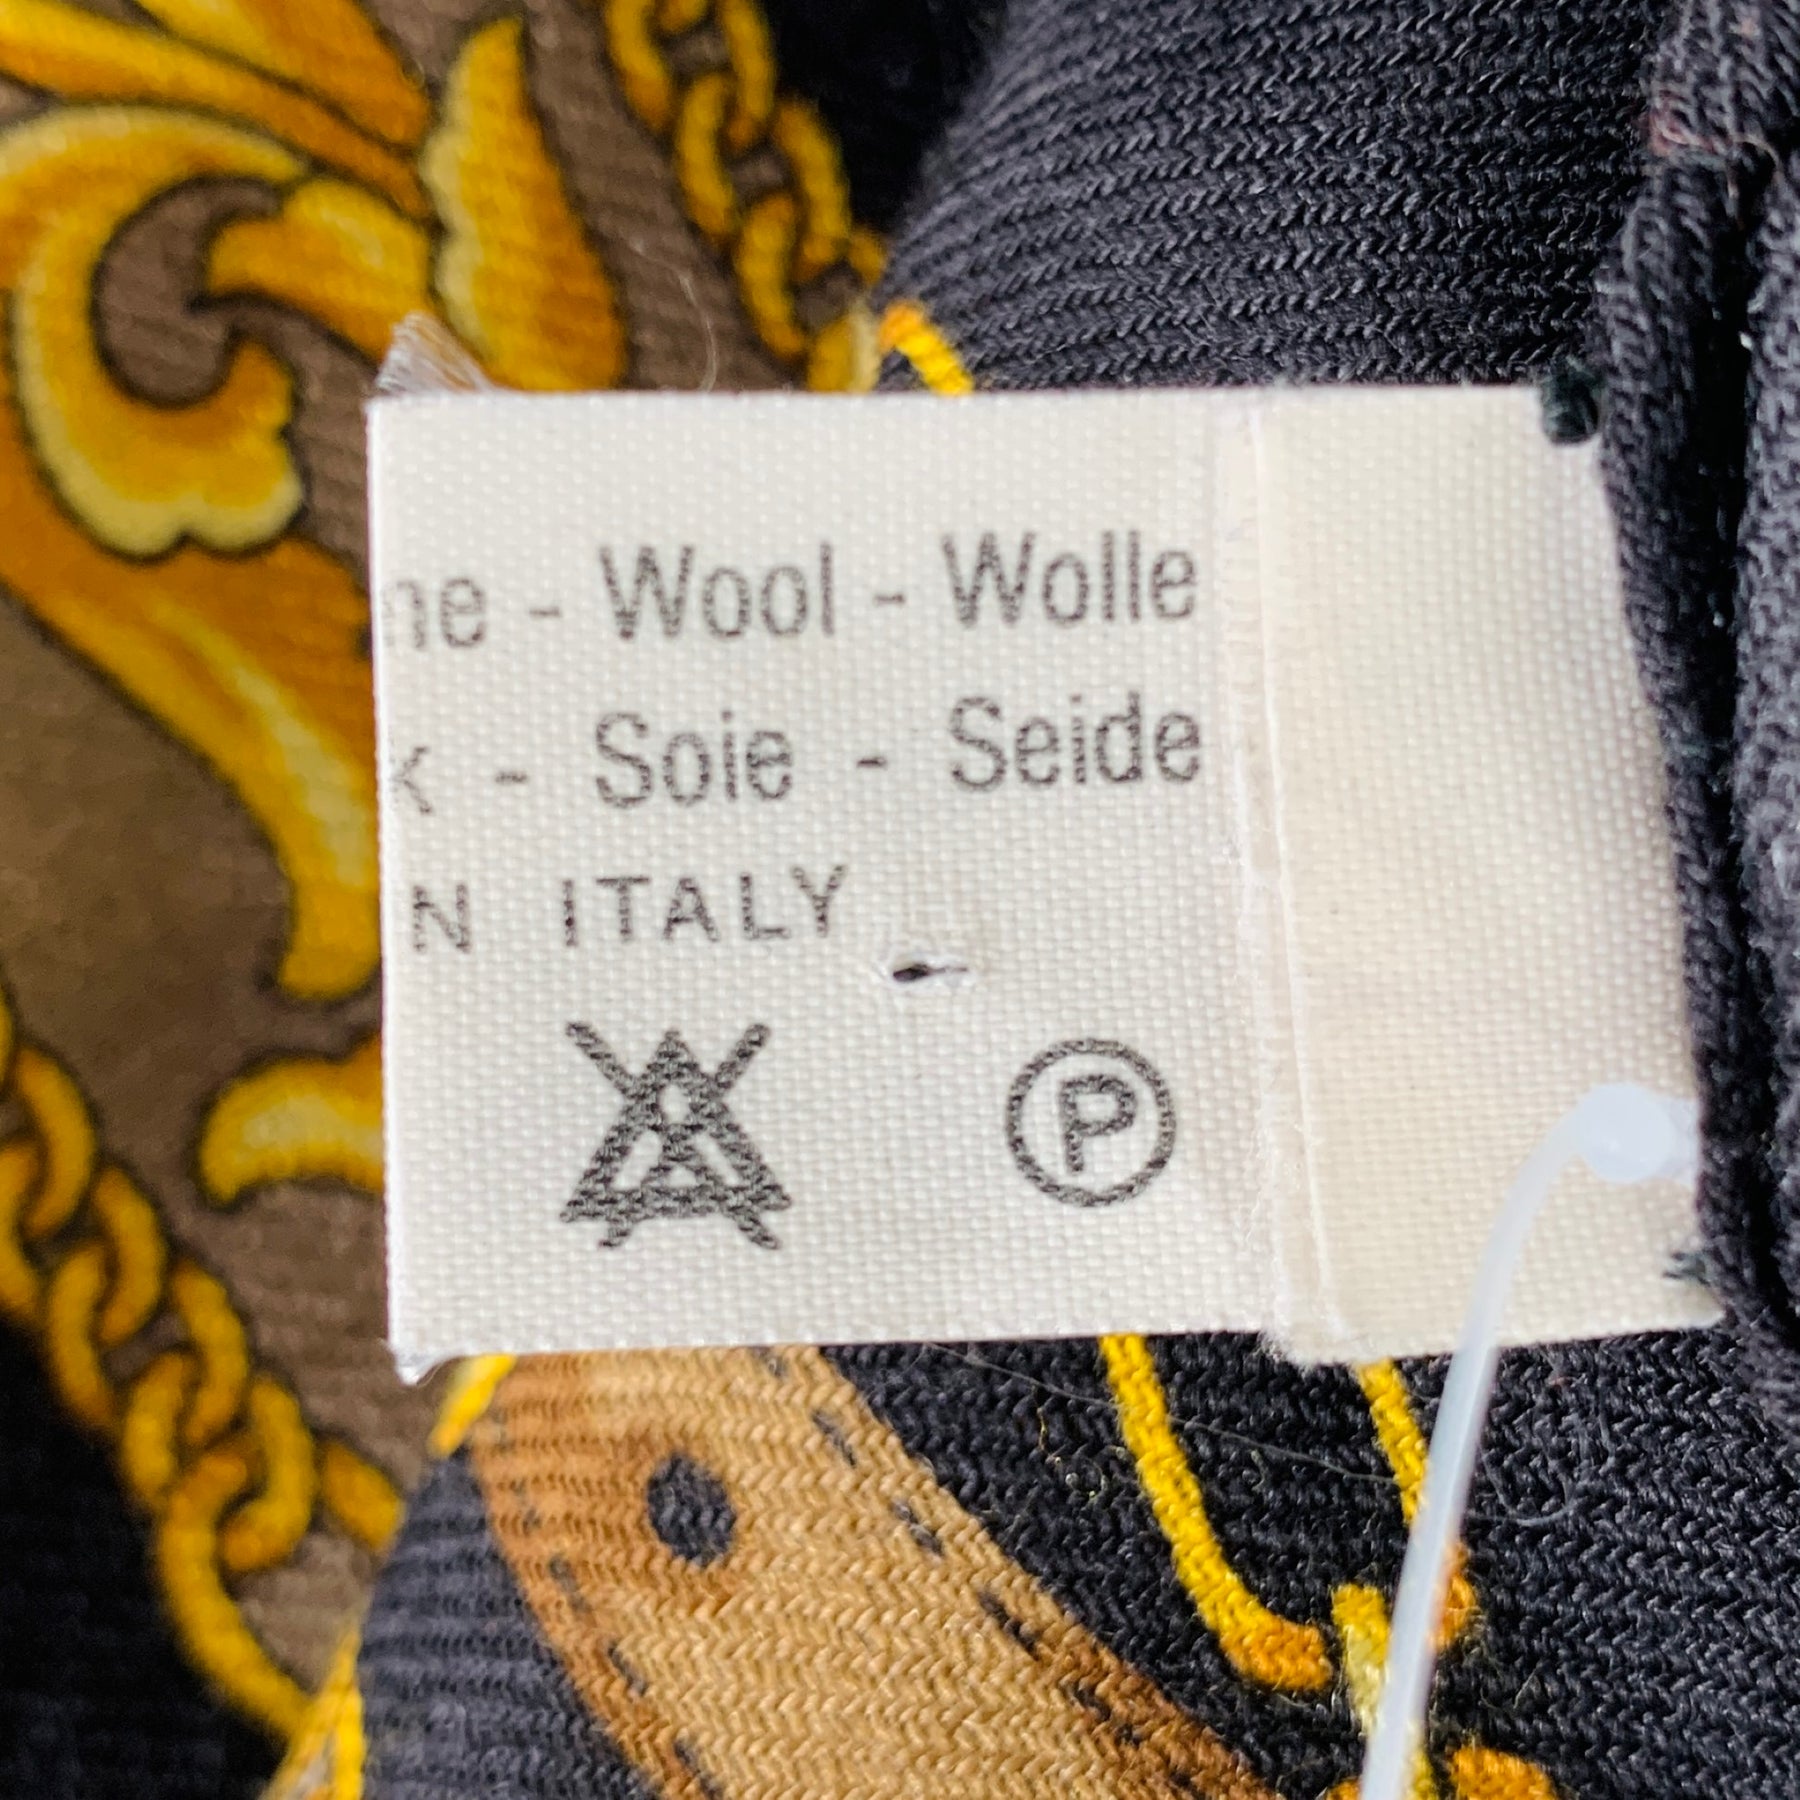 ne - Wool - Wolle
k - Soie - Seide
N ITALY
P